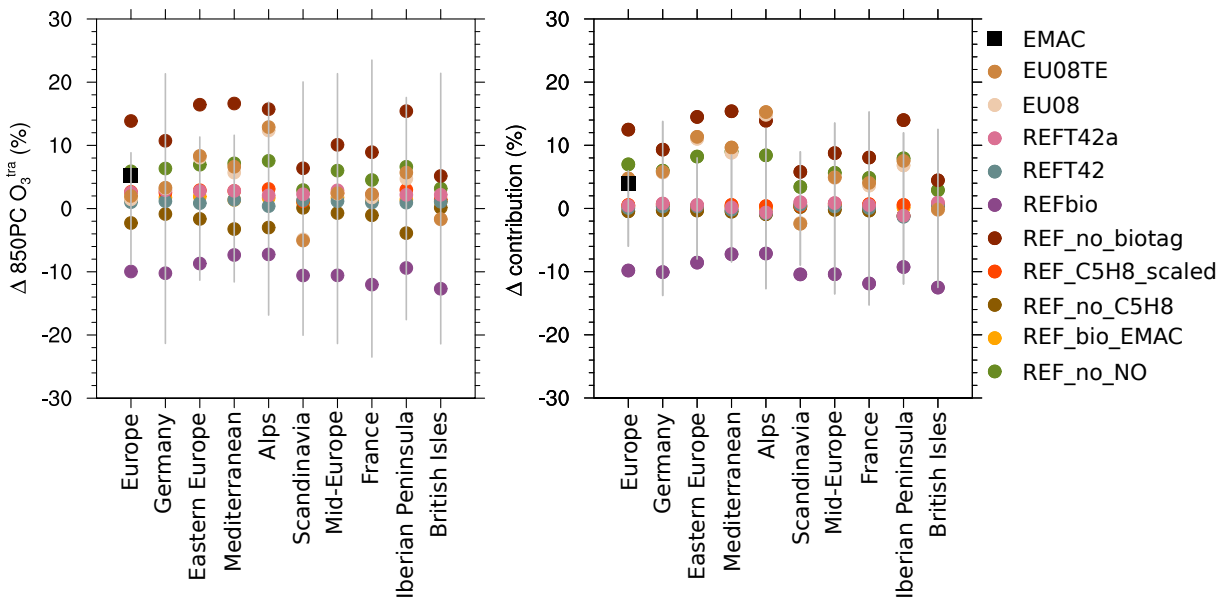 Δ 850PC O₃ᵗʳᵃ (%)
30
20
10
0
-10
-20
-30
Europe
Germany
Eastern Europe
Mediterranean
Alps
Scandinavia
Mid-Europe
France
Iberian Peninsula
British Isles
Δ contribution (%)
30
20
10
0
-10
-20
-30
Europe
Germany
Eastern Europe
Mediterranean
Alps
Scandinavia
Mid-Europe
France
Iberian Peninsula
British Isles
EMAC
EU08TE
EU08
REFT42a
REFT42
REFbio
REF_no_biotag
REF_C5H8_scaled
REF_no_C5H8
REF_bio_EMAC
REF_no_NO